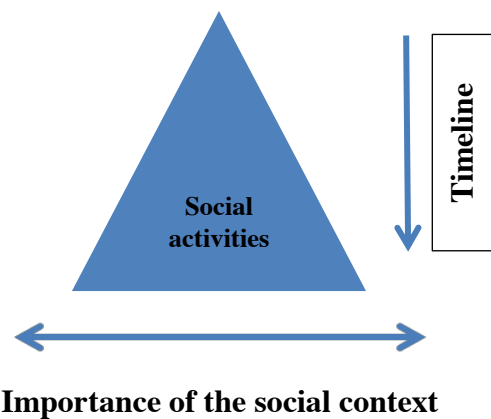 Social
activities
Timeline
Importance of the social context